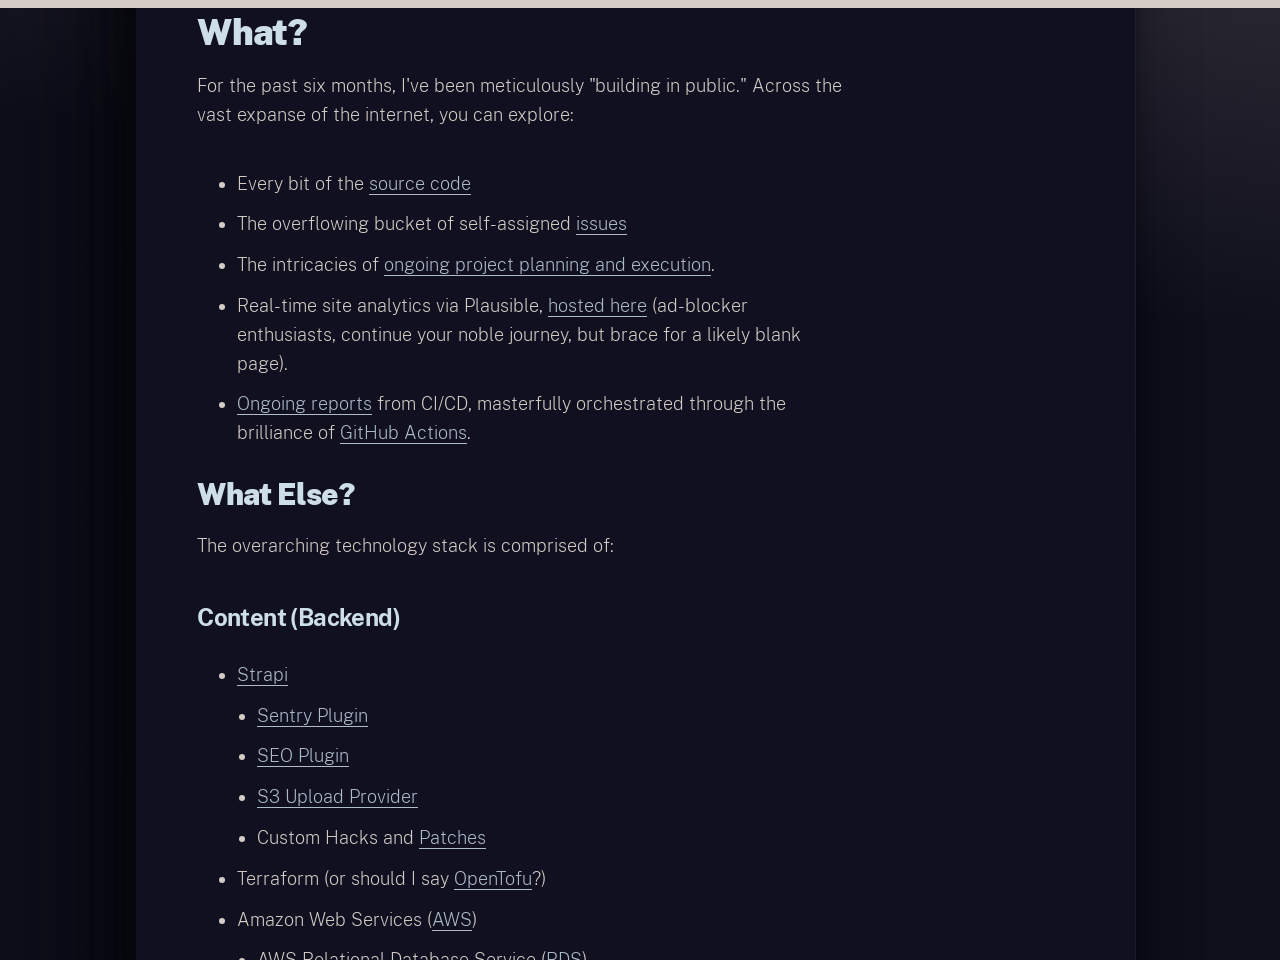 What?
For the past six months, I've been meticulously "building in public." Across the
vast expanse of the internet, you can explore:
Every bit of the source code
The overflowing bucket of self-assigned issues
The intricacies of ongoing project planning and execution.
Real-time site analytics via Plausible, hosted here (ad-blocker
enthusiasts, continue your noble journey, but brace for a likely blank
page).
Ongoing reports from CI/CD, masterfully orchestrated through the
brilliance of GitHub Actions.
What Else?
The overarching technology stack is comprised of:
Content (Backend)
Strapi
Sentry Plugin
SEO Plugin
S3 Upload Provider
Custom Hacks and Patches
Terraform (or should I say OpenTofu?)
Amazon Web Services (AWS)
AWS Relational Database Service (RDS)